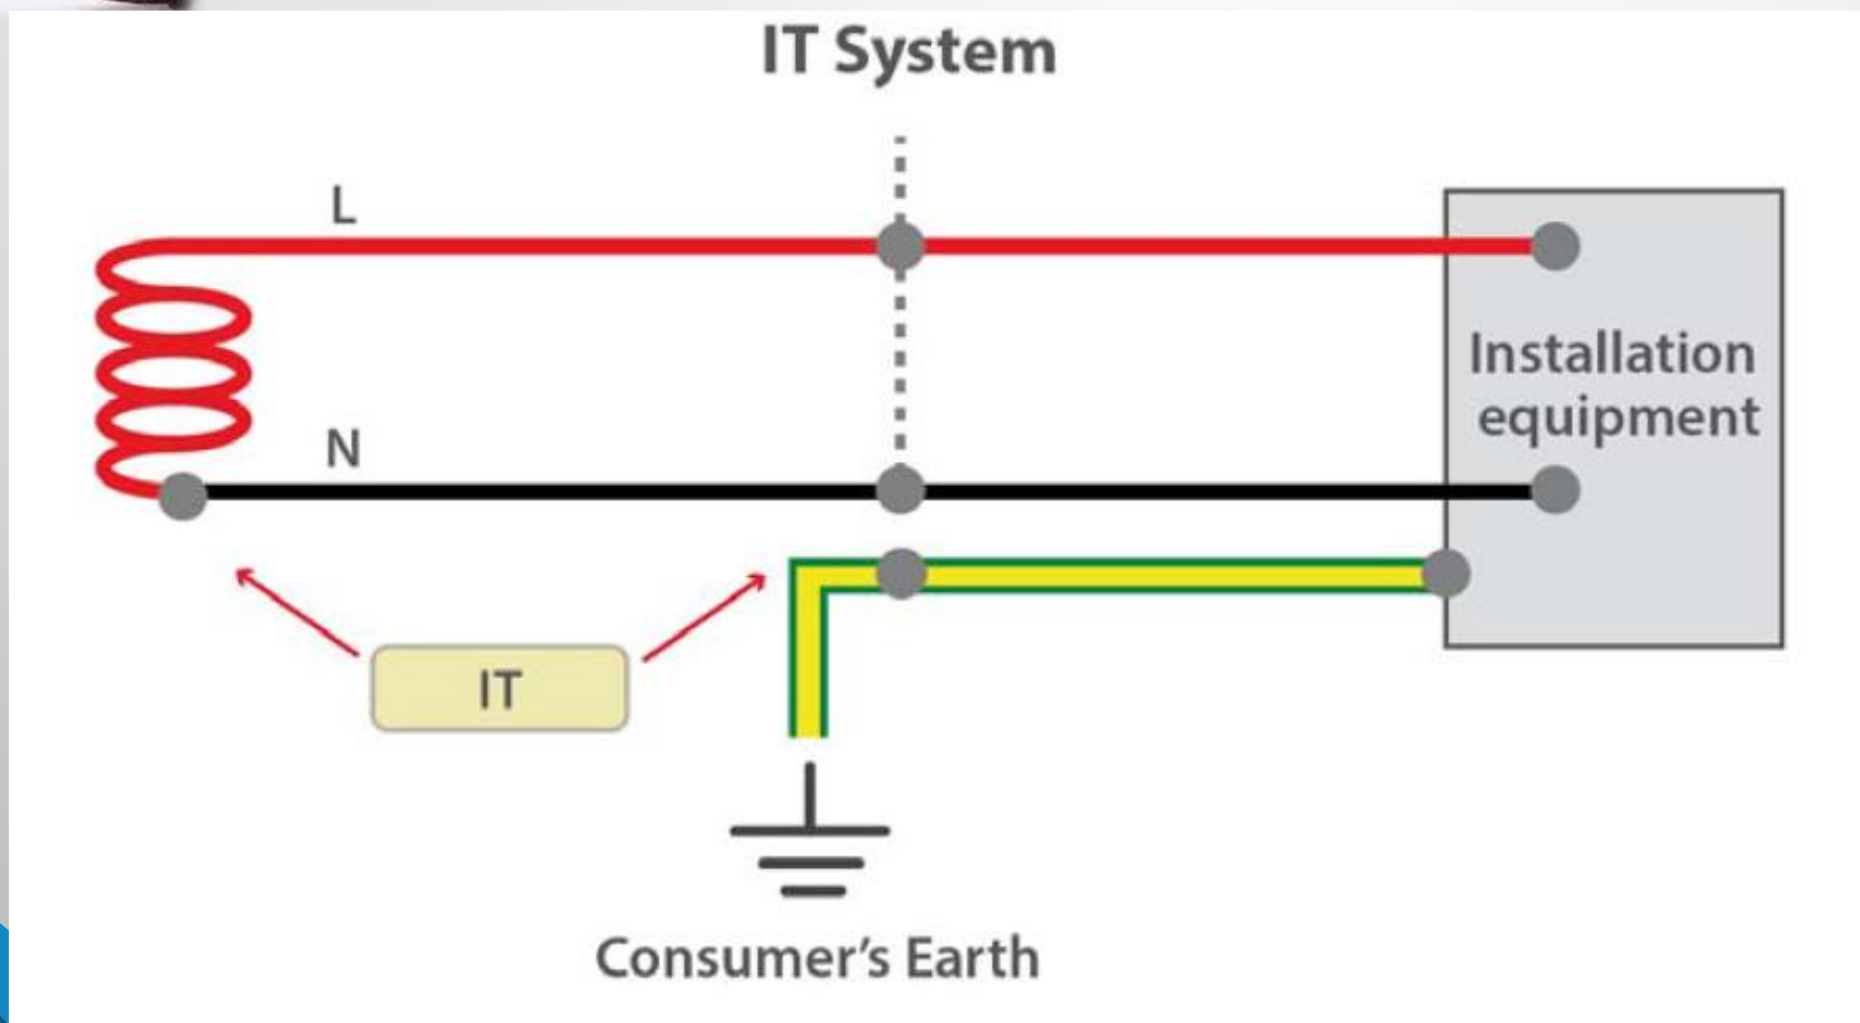 IT System
L
N
Installation
equipment
IT
Consumer's Earth